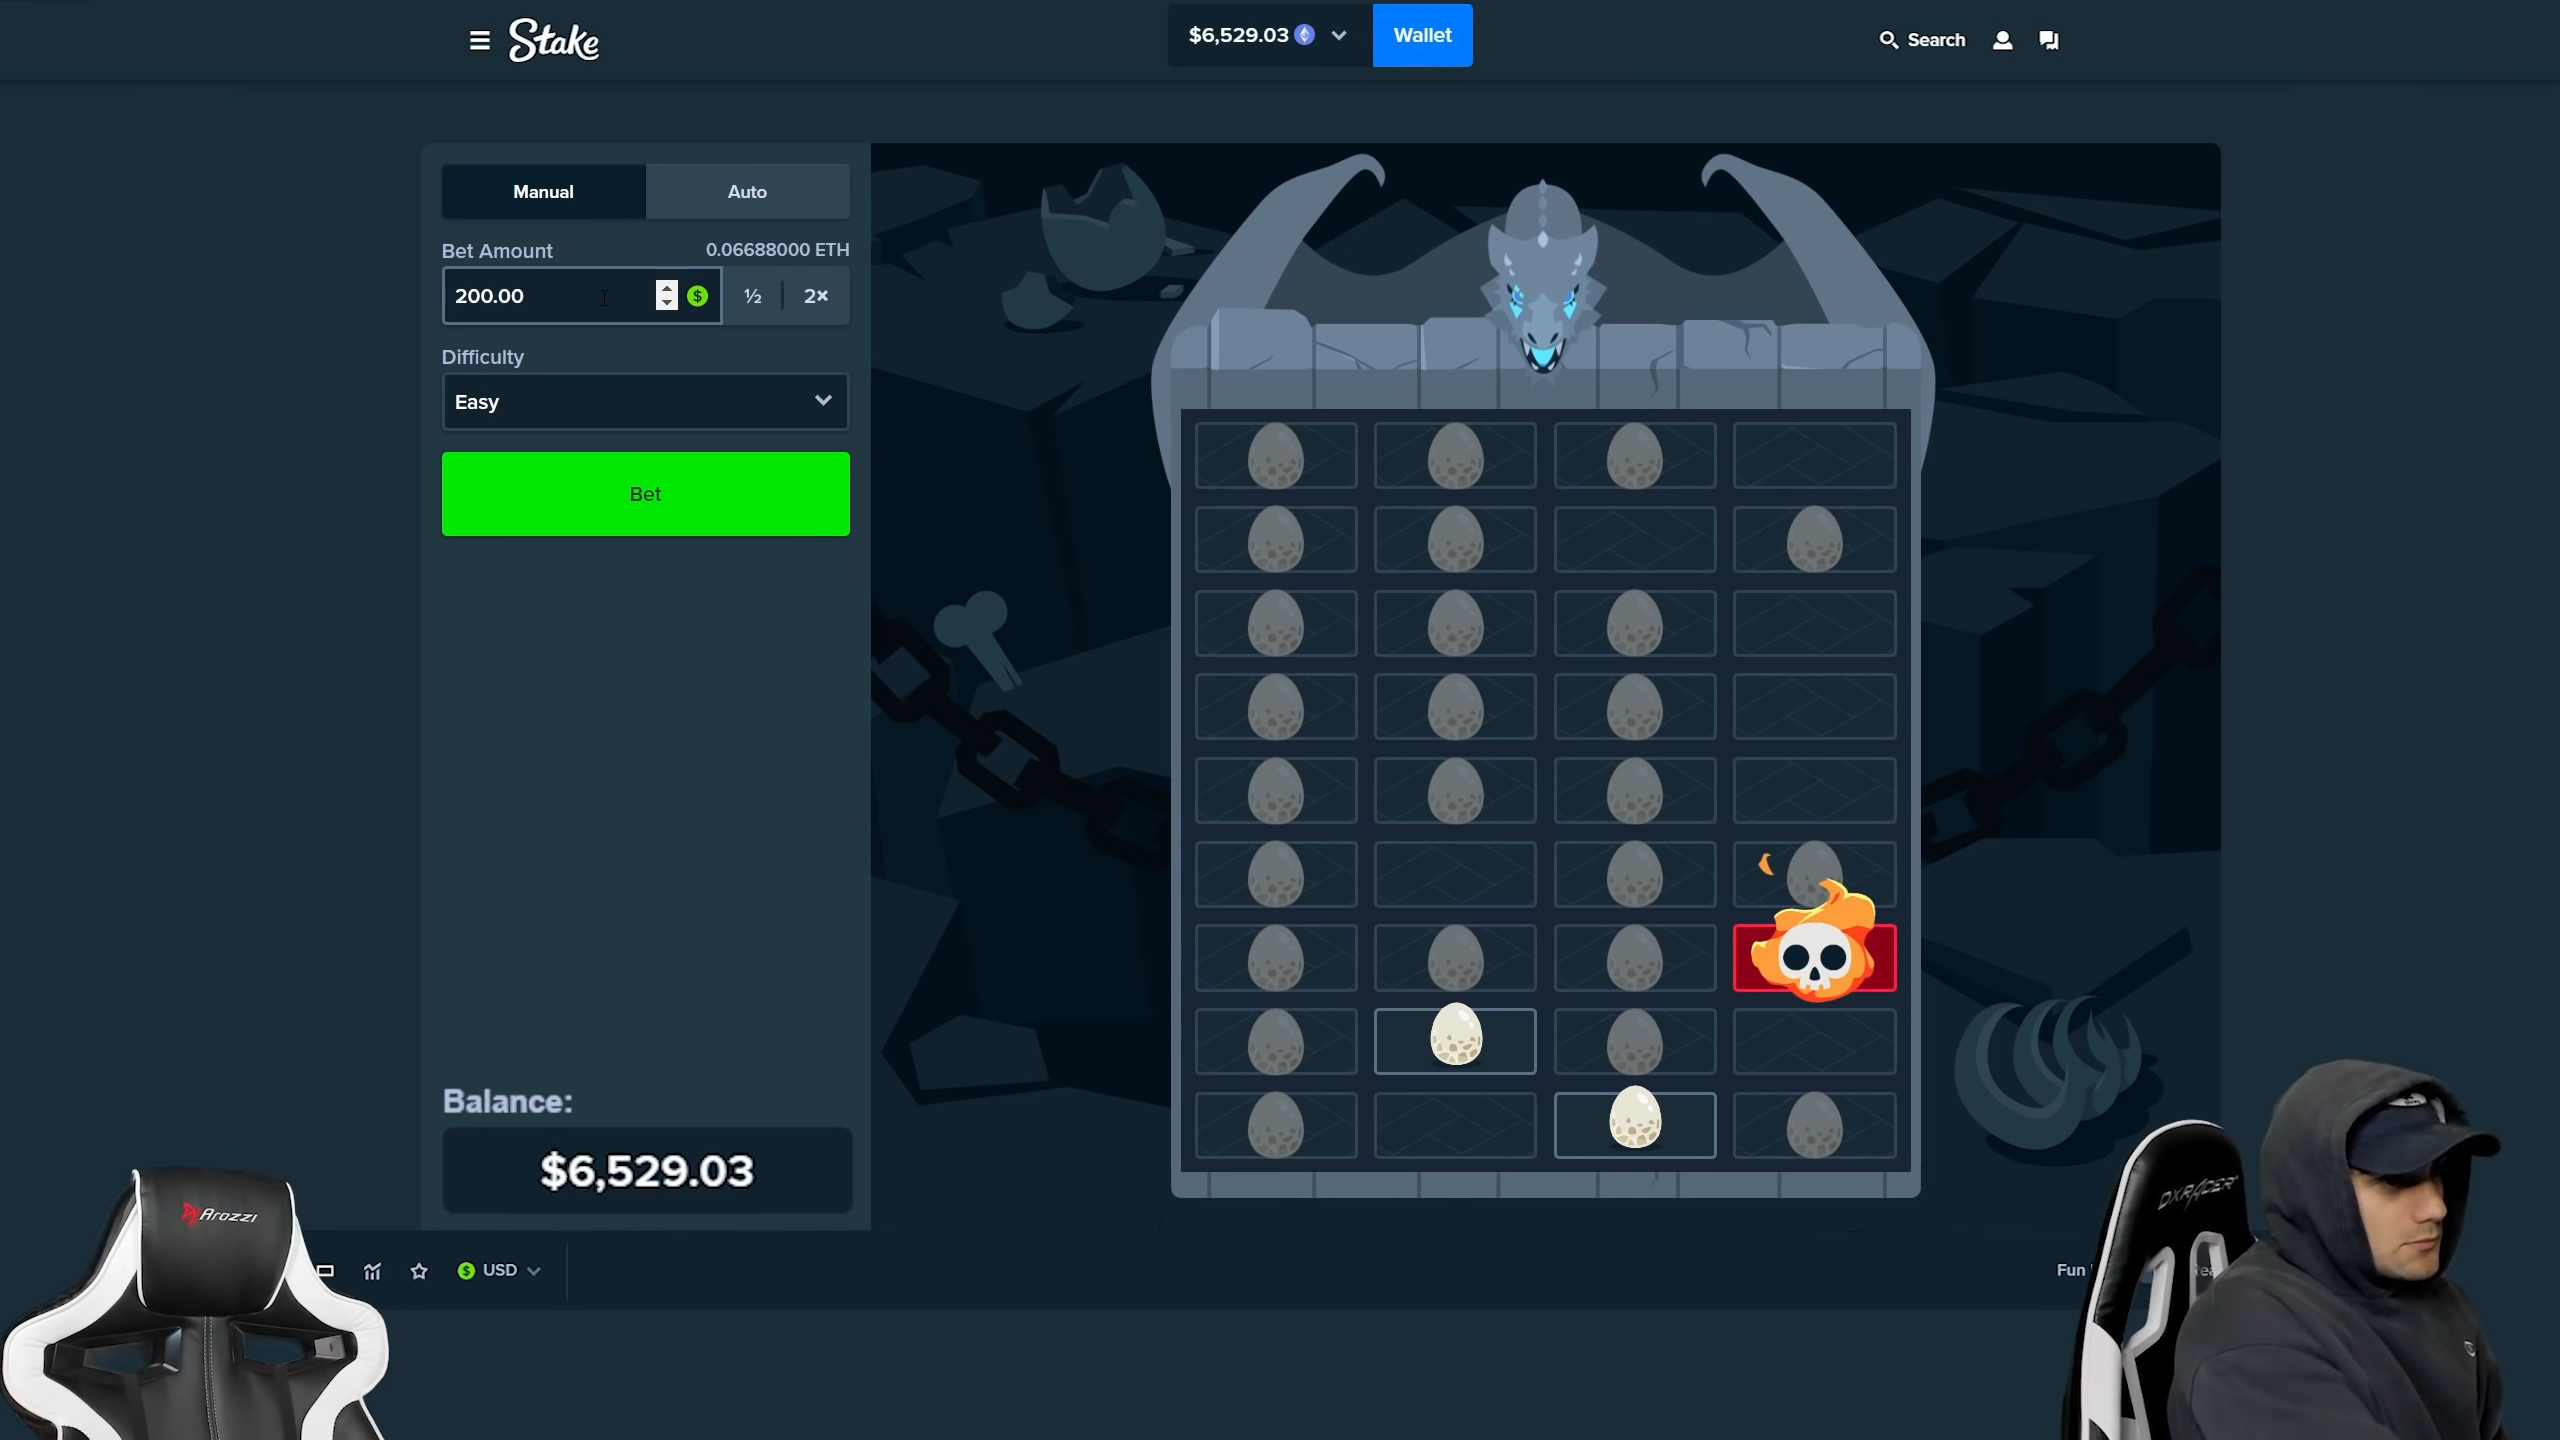 Stake
$6,529.03
Wallet
Search
Manual
Auto
Bet Amount
0.06688000 ETH
200.00
$
½
2×
Difficulty
Easy
Bet
Balance:
$6,529.03
Arozzi
DXRACER
$ USD
Fun